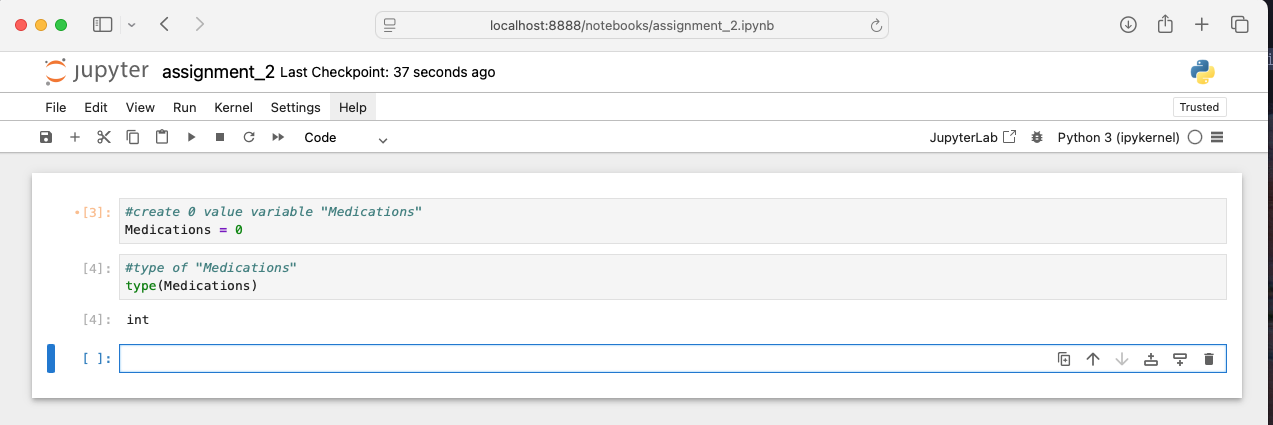 localhost:8888/notebooks/assignment_2.ipynb
jupyter assignment_2 Last Checkpoint: 37 seconds ago
File Edit View Run Kernel Settings Help Trusted
Code JupyterLab Python 3 (ipykernel)
•[3]: #create 0 value variable "Medications"
Medications = 0
[4]: #type of "Medications"
type(Medications)
[4]: int
[ ]: